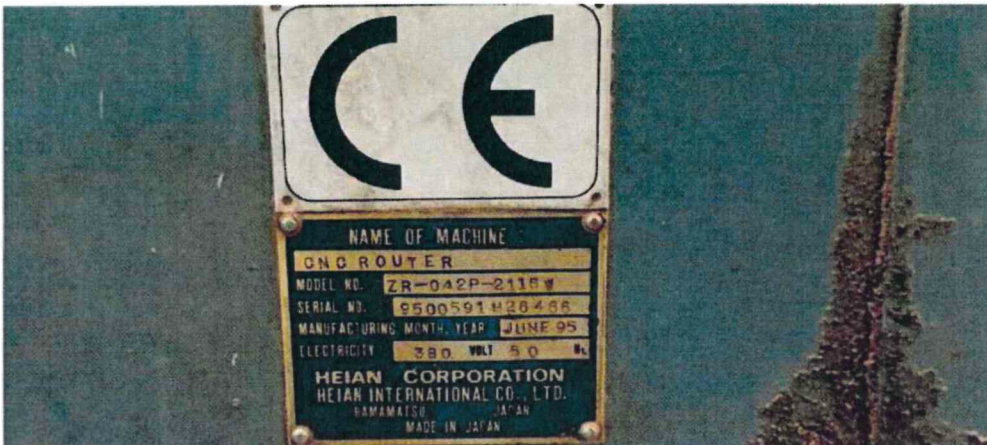 CE
NAME OF MACHINE
CNC ROUTER
MODEL NO. ZR-042P-2116W
SERIAL NO. 9500591H26466
MANUFACTURING MONTH. YEAR JUNE 95
ELECTRICITY 380 VOLT 50 Hz
HEIAN CORPORATION
HEIAN INTERNATIONAL CO., LTD.
HAMAMATSU JAPAN
MADE IN JAPAN